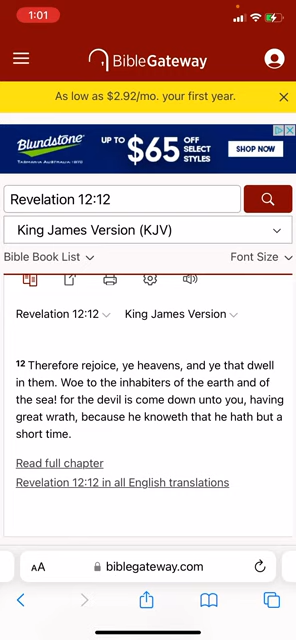 1:01
BibleGateway
As low as $2.92/mo. your first year.
Blundstone
TASMANIA AUSTRALIA
UP TO $65 OFF SELECT STYLES
SHOP NOW
Revelation 12:12
King James Version (KJV)
Bible Book List Font Size
Revelation 12:12 King James Version
12 Therefore rejoice, ye heavens, and ye that dwell
in them. Woe to the inhabiters of the earth and of
the sea! for the devil is come down unto you, having
great wrath, because he knoweth that he hath but a
short time.
Read full chapter
Revelation 12:12 in all English translations
AA biblegateway.com